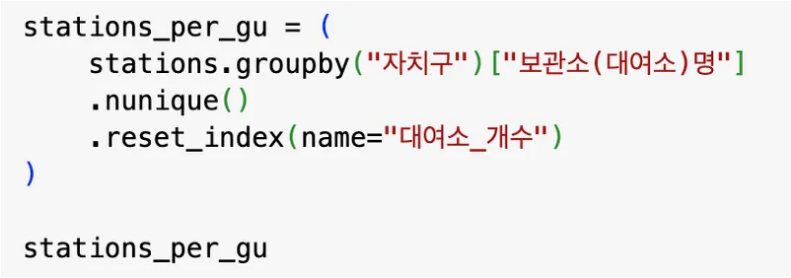 stations_per_gu = (
    stations.groupby("자치구")["보관소(대여소)명"]
    .nunique()
    .reset_index(name="대여소_개수")
)

stations_per_gu